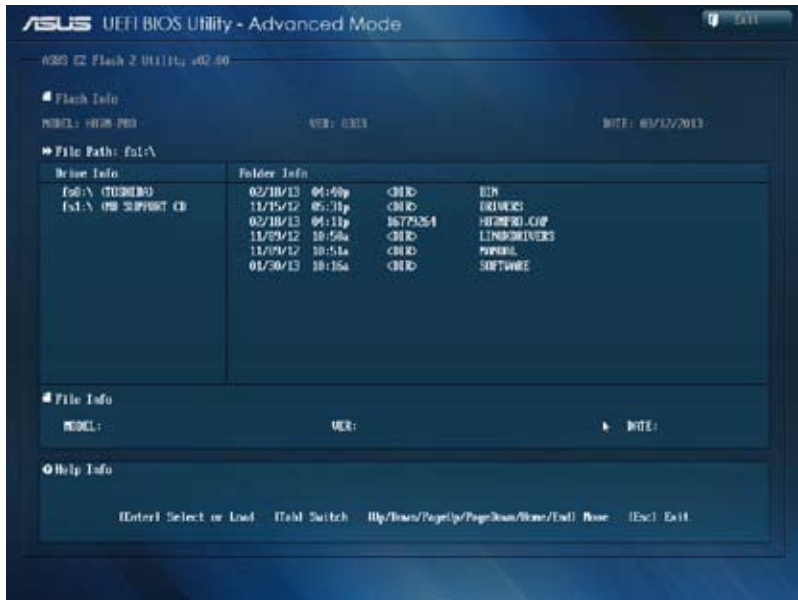 ASUS UEFI BIOS Utility - Advanced Mode
Exit
ASUS EZ Flash 2 Utility v02.00
Flash Info
MODEL: H87M-PRO VER: 0303 DATE: 03/12/2013
File Path: fs1:\
Drive Info
fs0:\ (TOSHIBA)
fs1:\ (MB SUPPORT CD
Folder Info
02/18/13 04:40p <DIR> BIN
11/15/12 05:31p <DIR> DRIVERS
02/18/13 04:11p 16779264 H87MPRO.CAP
11/09/12 10:50a <DIR> LINUXDRIVERS
11/09/12 10:51a <DIR> MANUAL
01/30/13 10:16a <DIR> SOFTWARE
File Info
MODEL: VER: DATE:
Help Info
[Enter] Select or Load [Tab] Switch [Up/Down/PageUp/PageDown/Home/End] Move [Esc] Exit